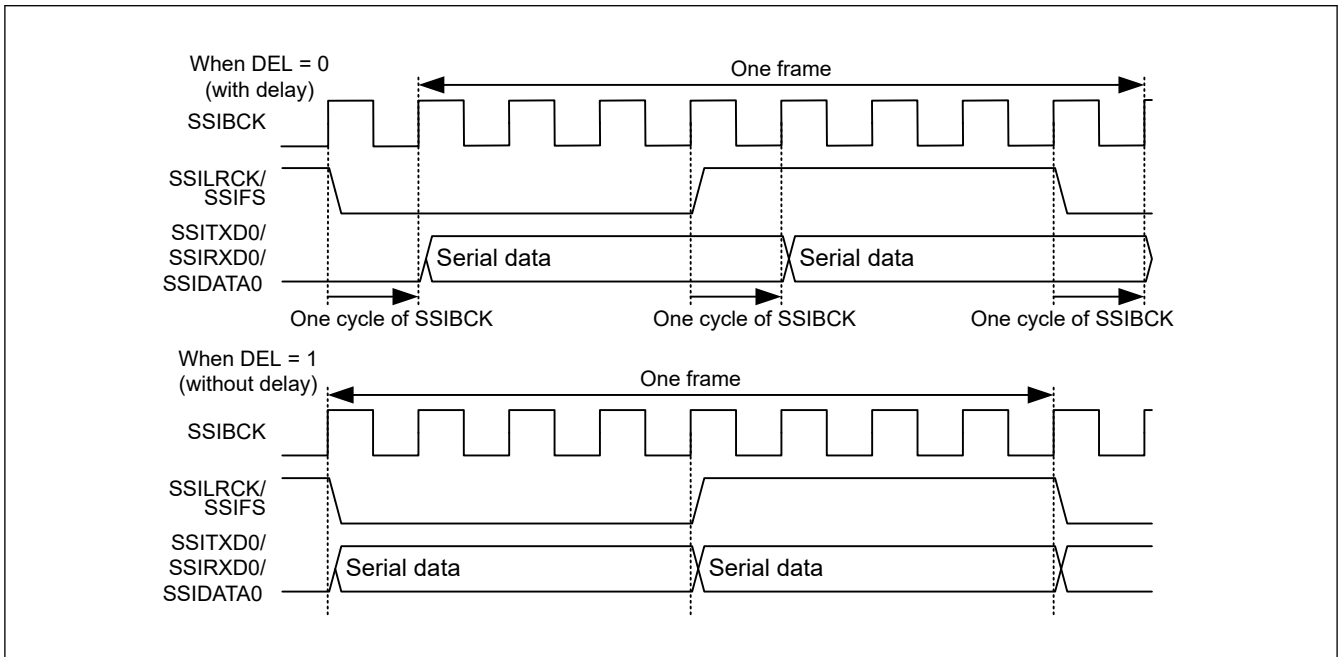 When DEL = 0
(with delay)
One frame
SSIBCK
SSILRCK/
SSIFS
SSITXD0/
SSIRXD0/
SSIDATA0
Serial data
Serial data
One cycle of SSIBCK
One cycle of SSIBCK
One cycle of SSIBCK
When DEL = 1
(without delay)
One frame
SSIBCK
SSILRCK/
SSIFS
SSITXD0/
SSIRXD0/
SSIDATA0
Serial data
Serial data